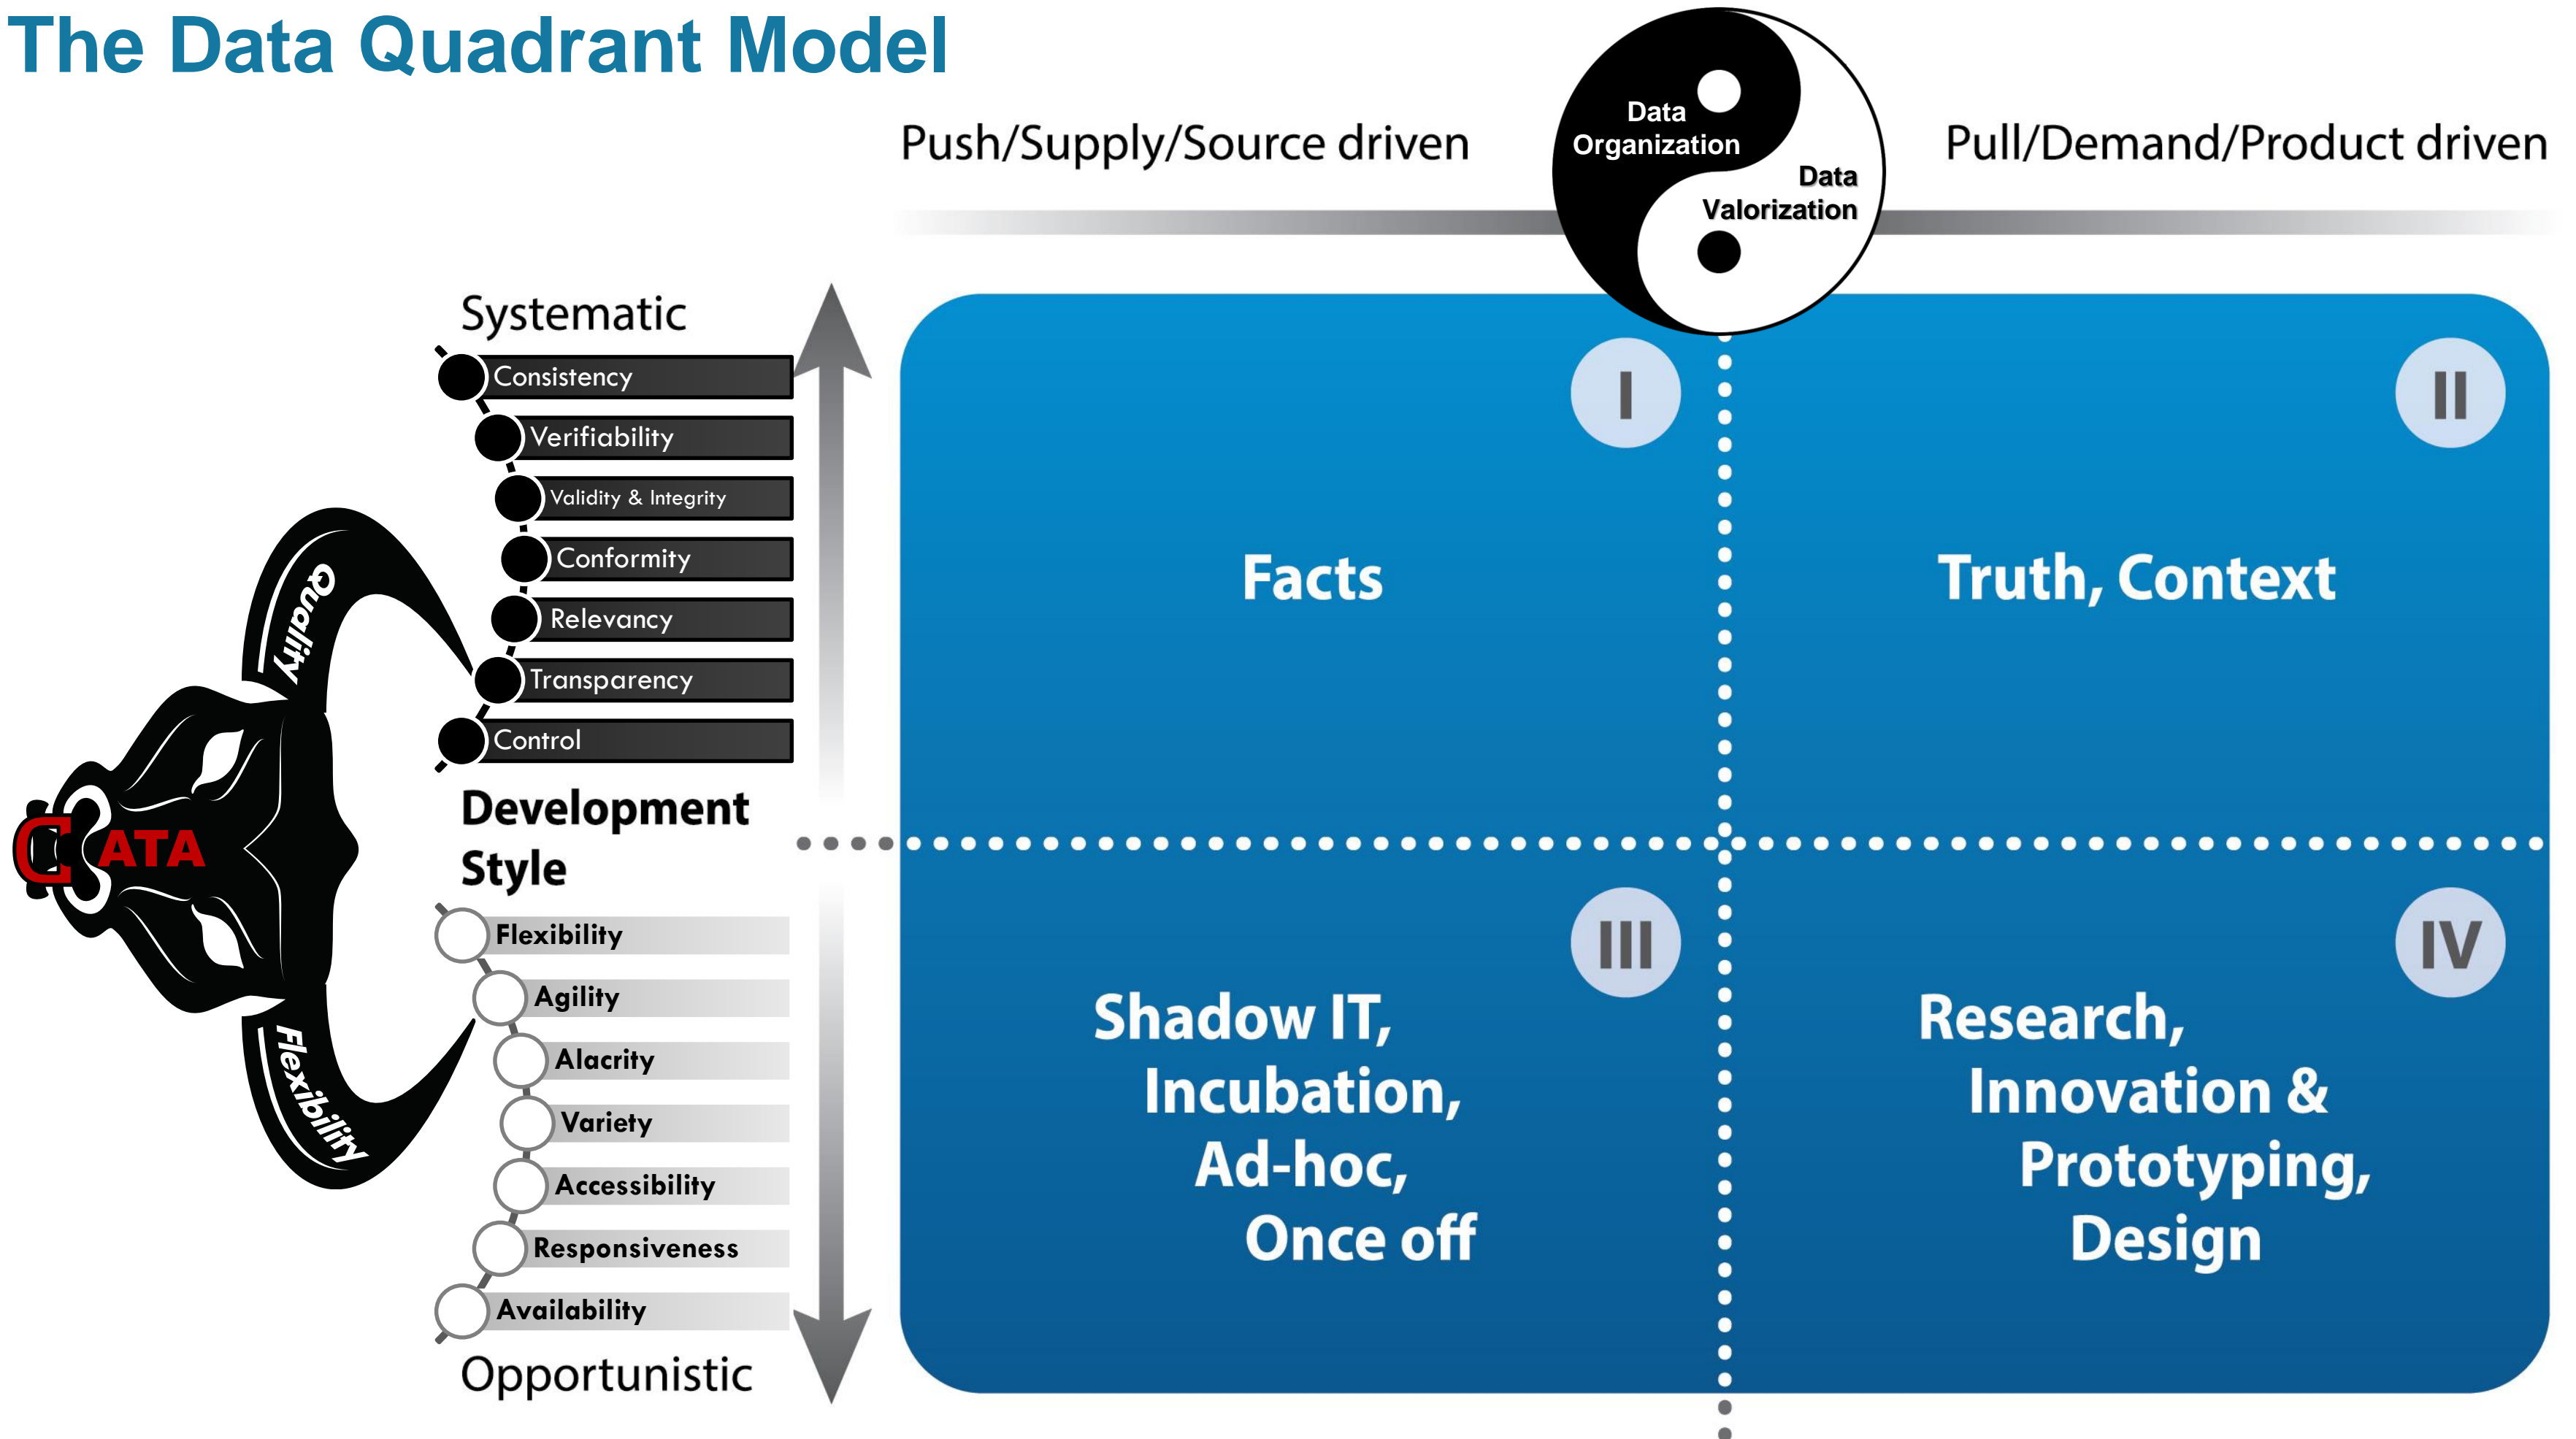 The Data Quadrant Model
Push/Supply/Source driven
Data
Organization
Data
Valorization
Pull/Demand/Product driven
Systematic
Consistency
Verifiability
Validity & Integrity
Conformity
Relevancy
Transparency
Control
Development
Style
Flexibility
Agility
Alacrity
Variety
Accessibility
Responsiveness
Availability
Opportunistic
Quality
DATA
Flexibility
I
Facts
II
Truth, Context
III
Shadow IT,
Incubation,
Ad-hoc,
Once off
IV
Research,
Innovation &
Prototyping,
Design